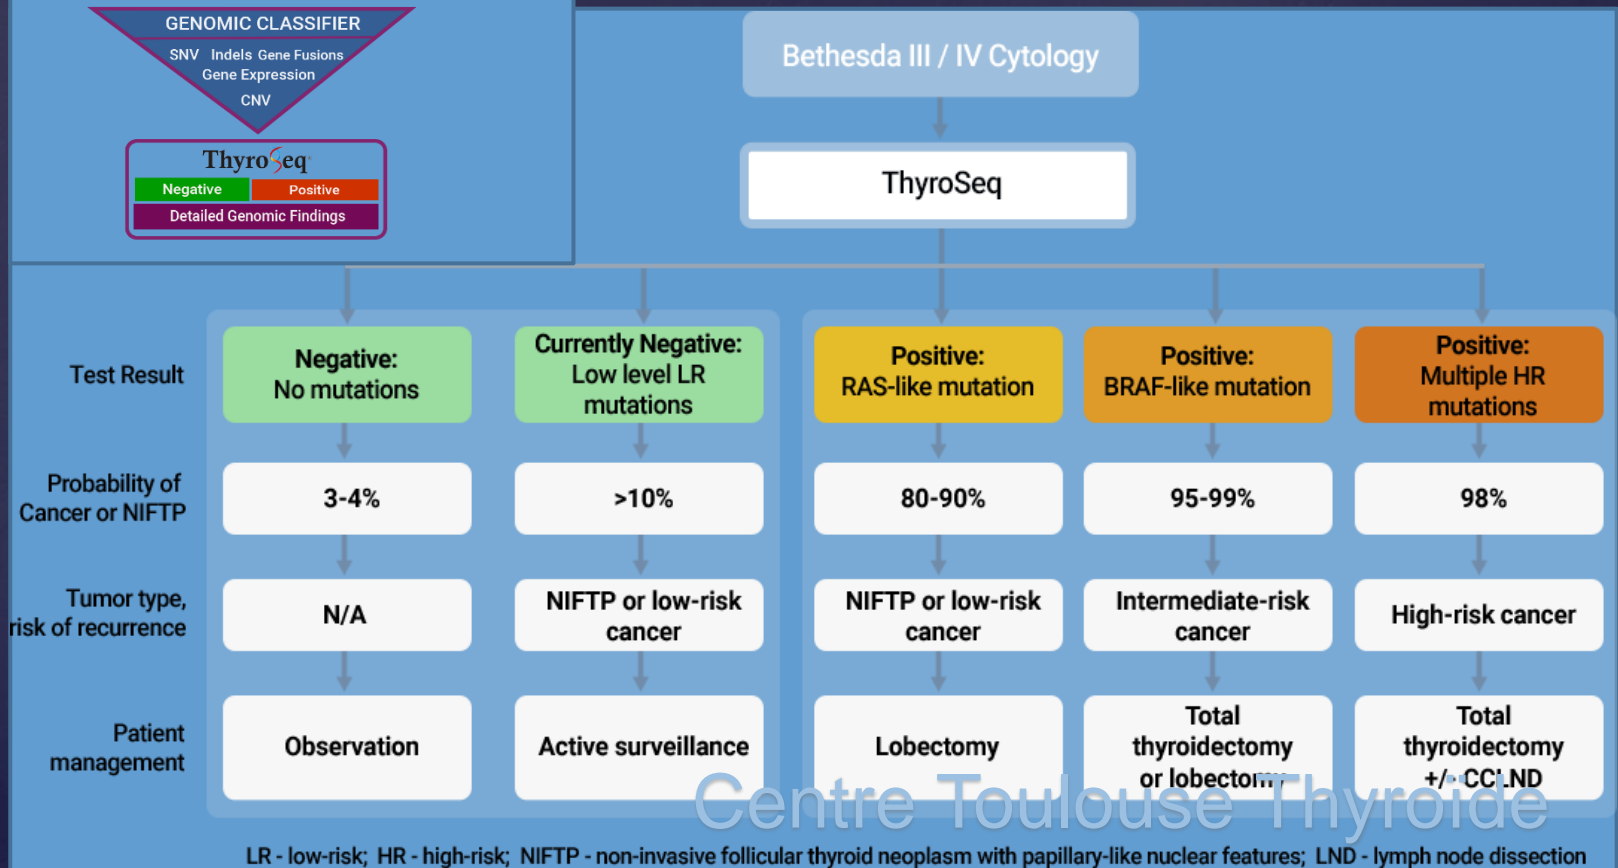 GENOMIC CLASSIFIER
SNV Indels Gene Fusions
Gene Expression
CNV
ThyroSeq
Negative Positive
Detailed Genomic Findings
Bethesda III / IV Cytology
ThyroSeq
Test Result
Negative:
No mutations
Currently Negative:
Low level LR
mutations
Positive:
RAS-like mutation
Positive:
BRAF-like mutation
Positive:
Multiple HR
mutations
Probability of
Cancer or NIFTP
3-4%
>10%
80-90%
95-99%
98%
Tumor type,
risk of recurrence
N/A
NIFTP or low-risk
cancer
NIFTP or low-risk
cancer
Intermediate-risk
cancer
High-risk cancer
Patient
management
Observation
Active surveillance
Lobectomy
Total
thyroidectomy
or lobectomy
Total
thyroidectomy
+/- CCLND
Centre Toulouse Thyroïde
LR - low-risk; HR - high-risk; NIFTP - non-invasive follicular thyroid neoplasm with papillary-like nuclear features; LND - lymph node dissection